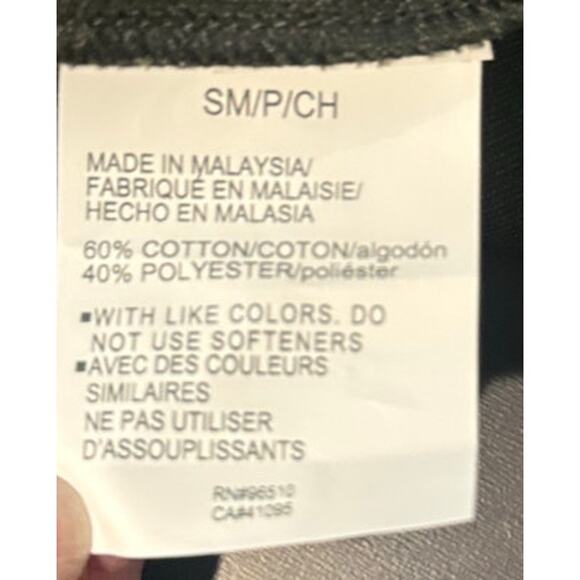 SM/P/CH
MADE IN MALAYSIA/
FABRIQUÉ EN MALAISIE/
HECHO EN MALASIA
60% COTTON/COTON/algodón
40% POLYESTER/poliéster
▪WITH LIKE COLORS. DO
NOT USE SOFTENERS
▪AVEC DES COULEURS
SIMILAIRES
NE PAS UTILISER
D'ASSOUPLISSANTS
RN#96510
CA#41095